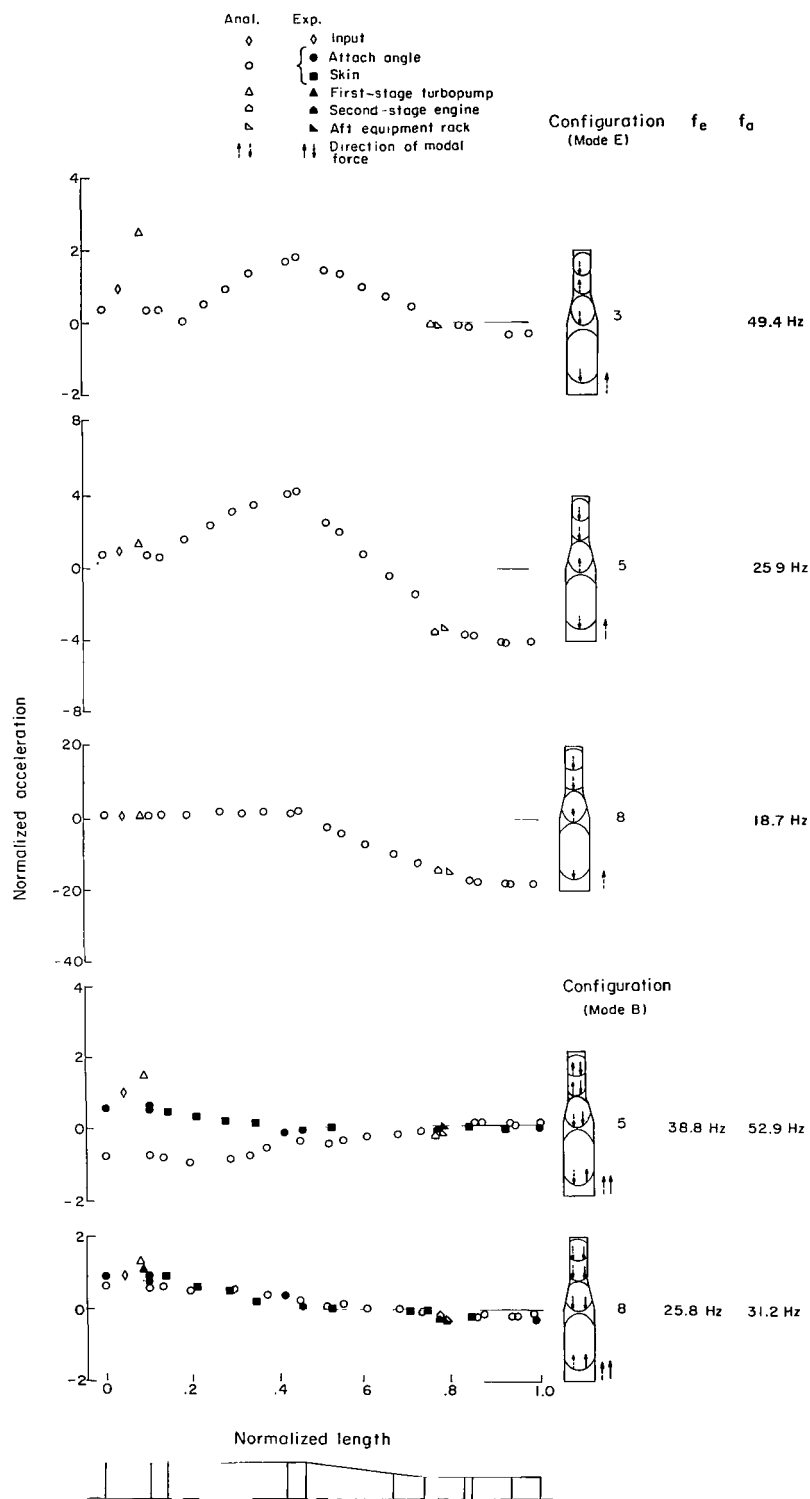 Anal. Exp.
Input
Attach angle
Skin
First-stage turbopump
Second-stage engine
Aft equipment rack
Direction of modal force
Configuration f_e f_a
(Mode E)
4
2
0
-2
3 49.4 Hz
8
4
0
-4
-8
5 25 9 Hz
Normalized acceleration
20
0
-20
-40
8 18.7 Hz
Configuration
(Mode B)
4
2
0
-2
5 38.8 Hz 52.9 Hz
2
0
-2
8 25.8 Hz 31.2 Hz
0 .2 .4 .6 .8 1.0
Normalized length